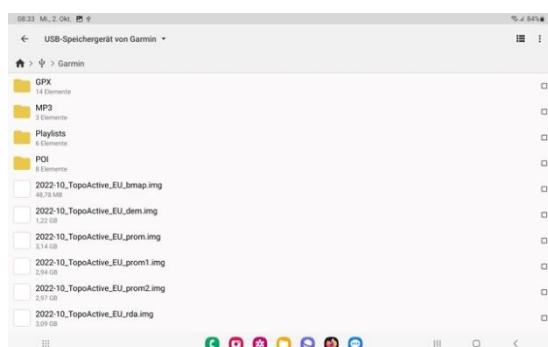 08:33 Mi., 2. Okt.
84%
USB-Speichergerät von Garmin
> > Garmin
GPX
14 Elemente
MP3
3 Elemente
Playlists
6 Elemente
POI
8 Elemente
2022-10_TopoActive_EU_bmap.img
48,78 MB
2022-10_TopoActive_EU_dem.img
1,22 GB
2022-10_TopoActive_EU_prom.img
3,14 GB
2022-10_TopoActive_EU_prom1.img
2,94 GB
2022-10_TopoActive_EU_prom2.img
2,97 GB
2022-10_TopoActive_EU_rda.img
3,09 GB